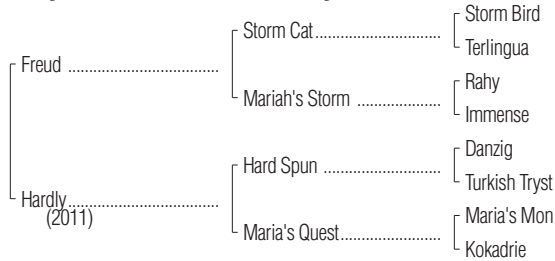 Storm Bird
Storm Cat........................................
Terlingua
Freud ....................................
Rahy
Mariah's Storm ....................
Immense
Danzig
Hard Spun ............................
Turkish Tryst
Hardly....................................
(2011)
Maria's Mon
Maria's Quest........................
Kokadrie